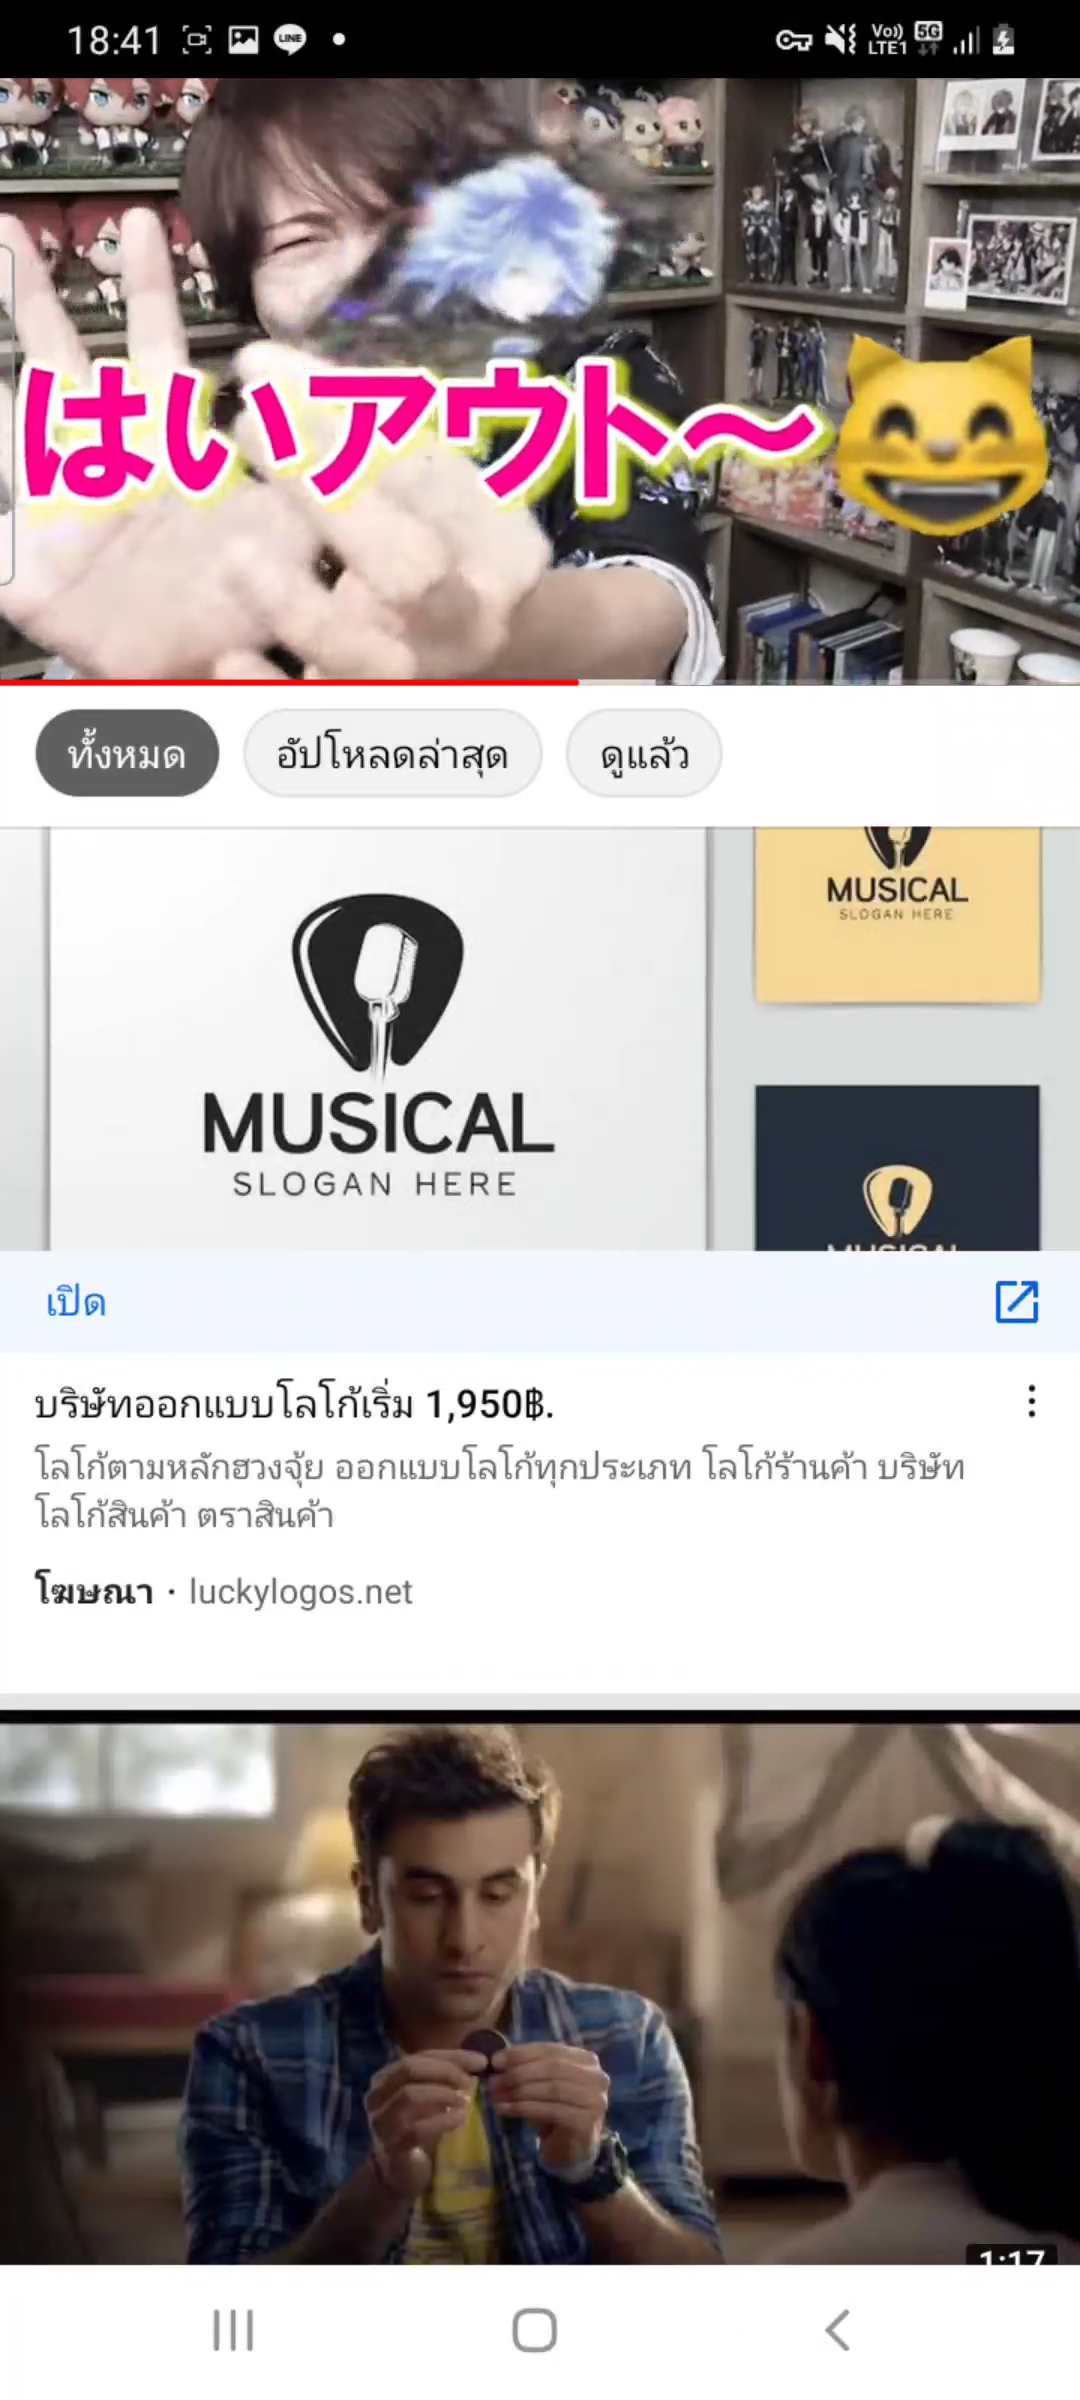 18:41
LINE
Vo)) LTE1
5G
はいアウト〜
ทั้งหมด
อัปโหลดล่าสุด
ดูแล้ว
MUSICAL
SLOGAN HERE
MUSICAL
SLOGAN HERE
MUSICAL
เปิด
บริษัทออกแบบโลโก้เริ่ม 1,950฿.
โลโก้ตามหลักฮวงจุ้ย ออกแบบโลโก้ทุกประเภท โลโก้ร้านค้า บริษัท
โลโก้สินค้า ตราสินค้า
โฆษณา · luckylogos.net
1:17